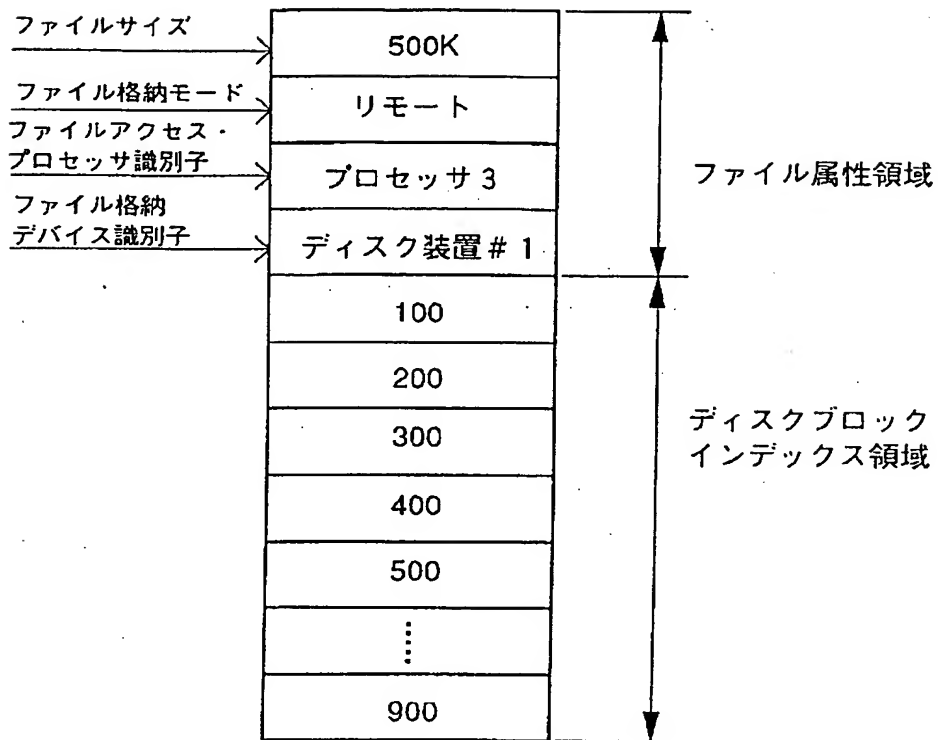 ファイルサイズ
500K
ファイル格納モード
リモート
ファイルアクセス・
プロセッサ識別子
プロセッサ3
ファイル格納
デバイス識別子
ディスク装置#1
ファイル属性領域
100
200
300
400
500
⋮
900
ディスクブロック
インデックス領域